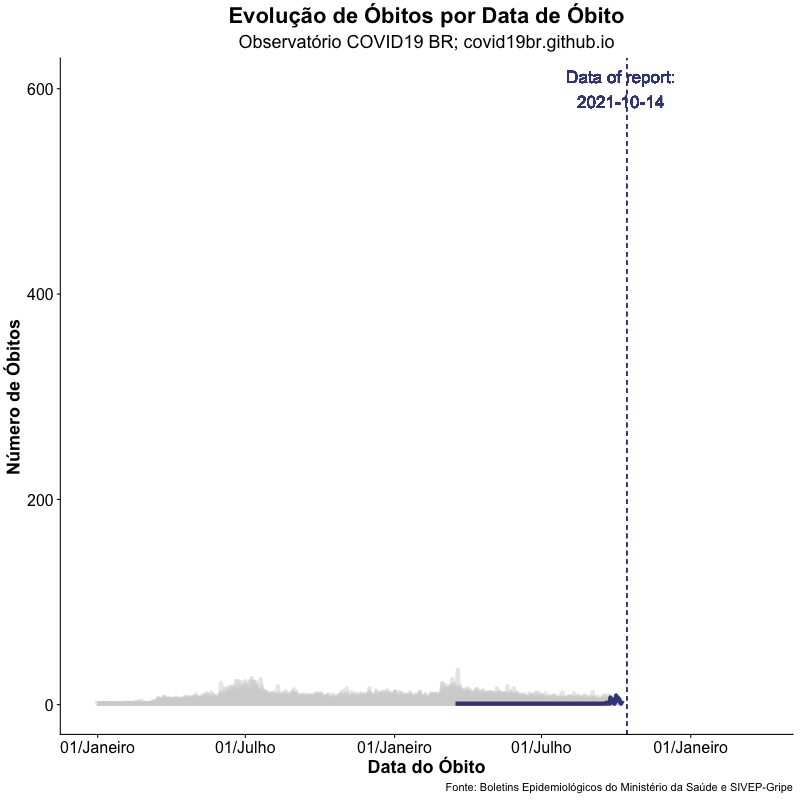 Evolução de Óbitos por Data de Óbito
Observatório COVID19 BR; covid19br.github.io
Data of report:
2021-10-14
600
400
200
0
Número de Óbitos
01/Janeiro 01/Julho 01/Janeiro 01/Julho 01/Janeiro
Data do Óbito
Fonte: Boletins Epidemiológicos do Ministério da Saúde e SIVEP-Gripe